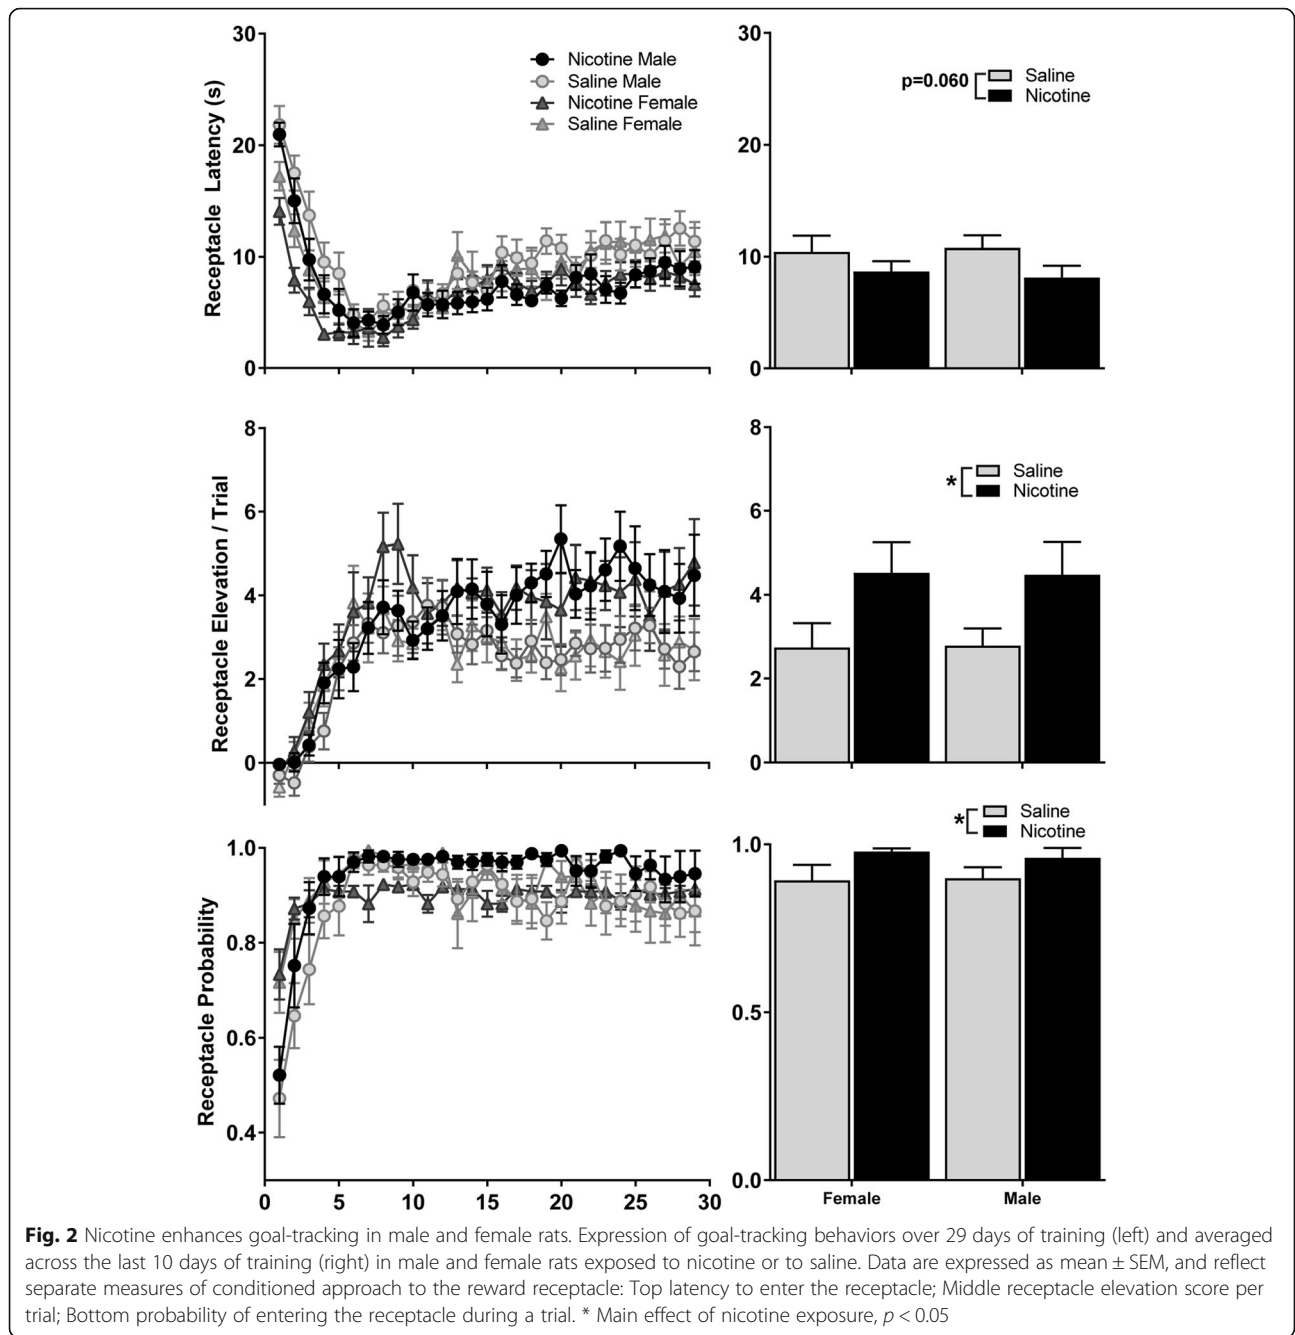 30
20
10
0
Receptacle Latency (s)
Nicotine Male
Saline Male
Nicotine Female
Saline Female
30
20
10
0
p=0.060
Saline
Nicotine
8
6
4
2
0
Receptacle Elevation / Trial
8
6
4
2
0
*
Saline
Nicotine
1.0
0.8
0.6
0.4
Receptacle Probability
0 5 10 15 20 25 30
1.0
0.5
0.0
*
Saline
Nicotine
Female Male
Fig. 2 Nicotine enhances goal-tracking in male and female rats. Expression of goal-tracking behaviors over 29 days of training (left) and averaged
across the last 10 days of training (right) in male and female rats exposed to nicotine or to saline. Data are expressed as mean ± SEM, and reflect
separate measures of conditioned approach to the reward receptacle: Top latency to enter the receptacle; Middle receptacle elevation score per
trial; Bottom probability of entering the receptacle during a trial. * Main effect of nicotine exposure, p < 0.05